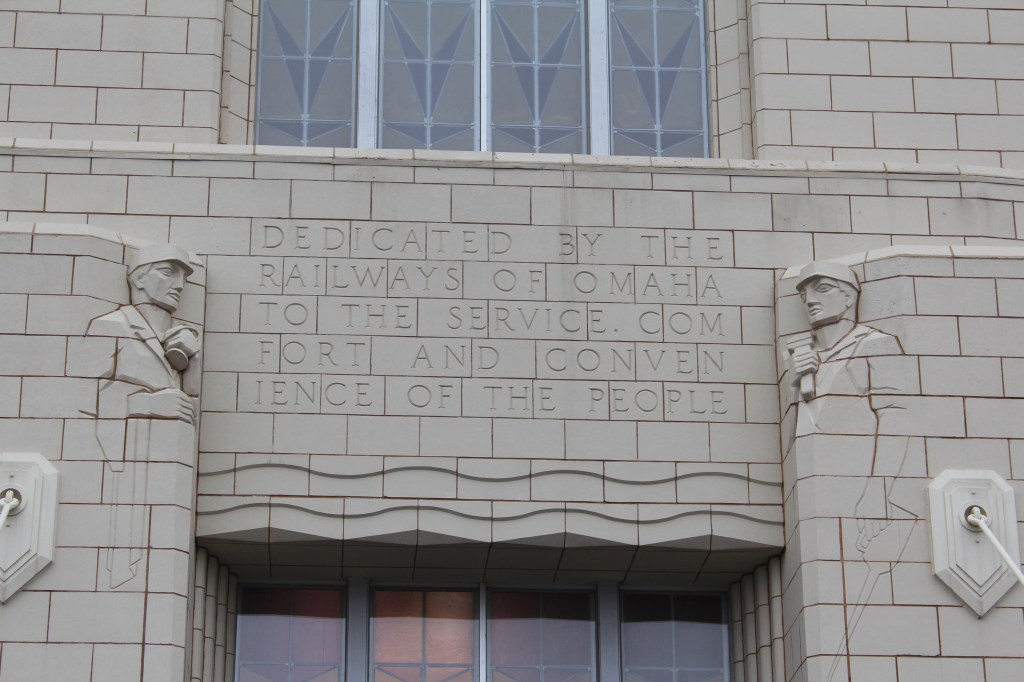 DEDICATED BY THE
RAILWAYS OF OMAHA
TO THE SERVICE. COM
FORT AND CONVEN
IENCE OF THE PEOPLE